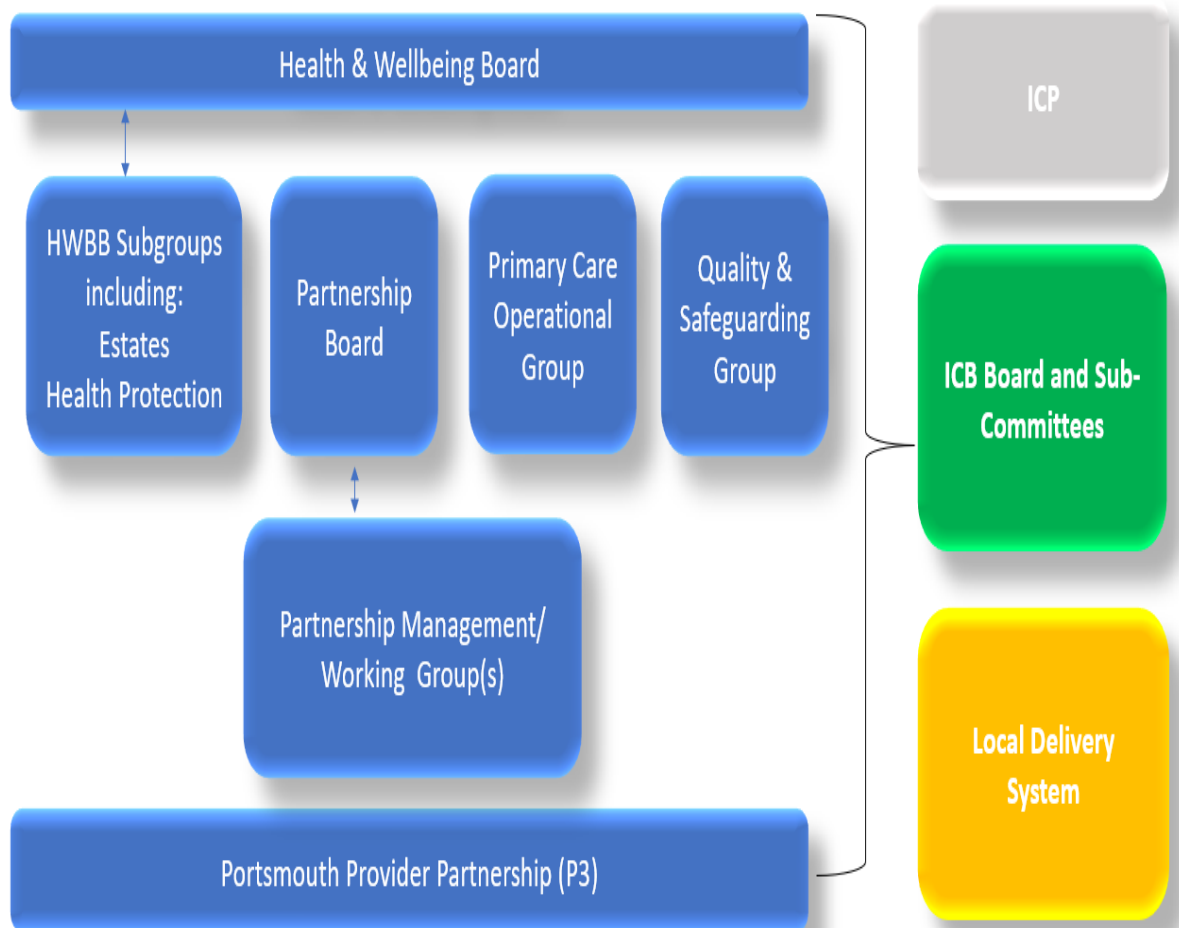 Health & Wellbeing Board
HWBB Subgroups
including:
Estates
Health Protection
Partnership
Board
Primary Care
Operational
Group
Quality &
Safeguarding
Group
Partnership Management/
Working Group(s)
Portsmouth Provider Partnership (P3)
ICP
ICB Board and Sub-
Committees
Local Delivery
System